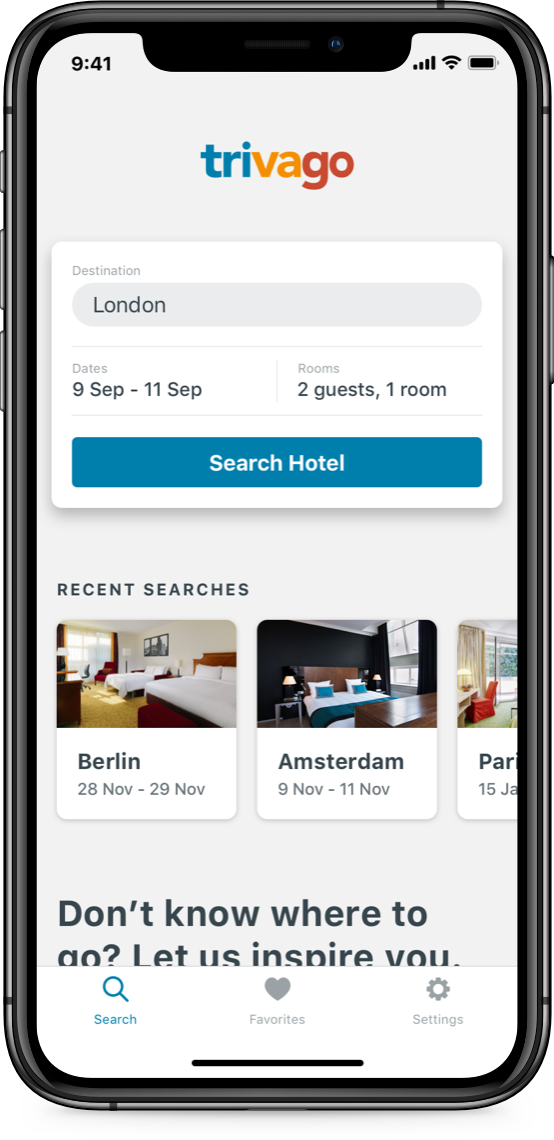 9:41
trivago
Destination
London
Dates
Rooms
9 Sep - 11 Sep
2 guests, 1 room
Search Hotel
RECENT SEARCHES
Berlin
28 Nov - 29 Nov
Amsterdam
9 Nov - 11 Nov
Pari
15 Ja
Don’t know where to
go? Let us inspire you.
Search
Favorites
Settings